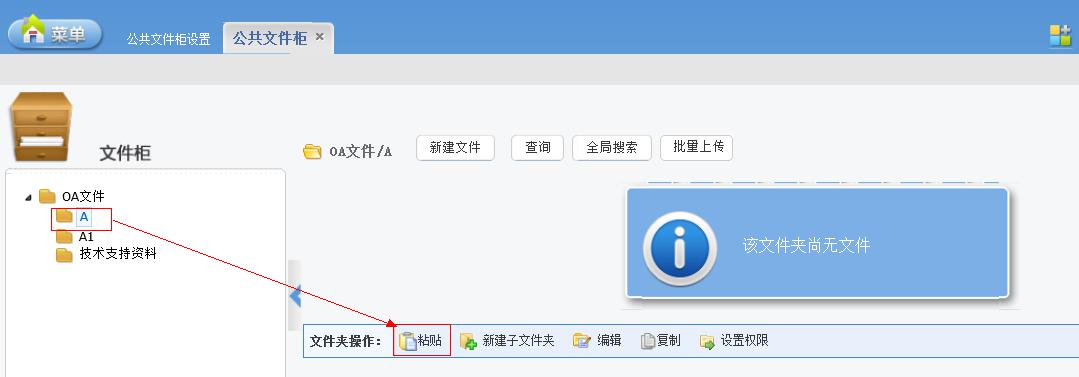 菜单 公共文件柜设置 公共文件柜 ×
文件柜
OA文件/A 新建文件 查询 全局搜索 批量上传
OA文件
A
A1
技术支持资料
该文件夹尚无文件
文件夹操作： 粘贴 新建子文件夹 编辑 复制 设置权限